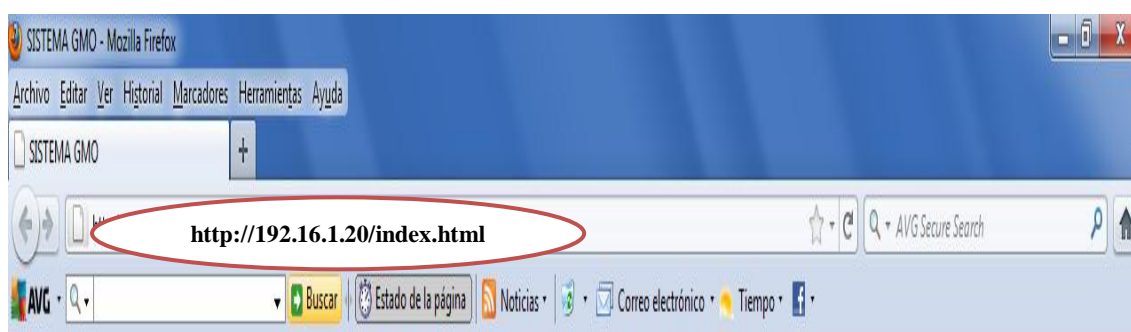 SISTEMA GMO - Mozilla Firefox
Archivo Editar Ver Historial Marcadores Herramientas Ayuda
SISTEMA GMO +
http://192.16.1.20/index.html AVG Secure Search
AVG Buscar Estado de la página Noticias Correo electrónico Tiempo f